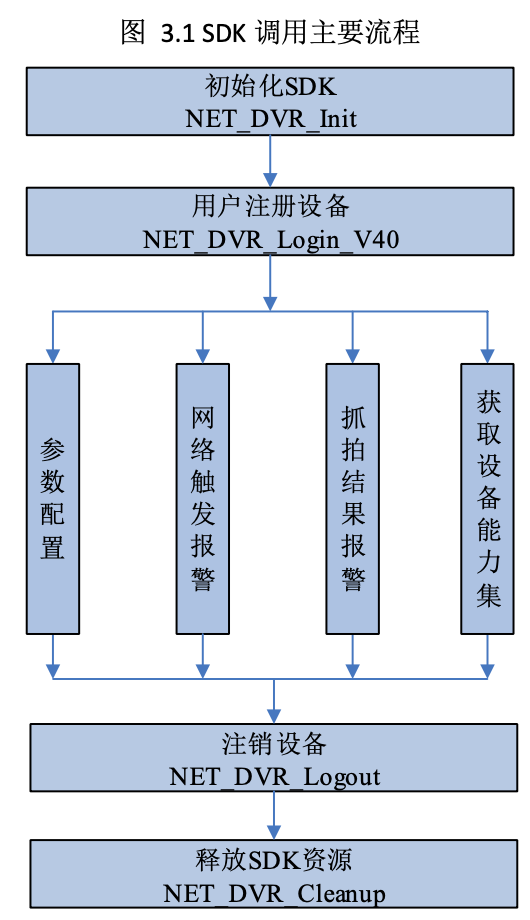 图 3.1 SDK 调用主要流程
初始化SDK
NET_DVR_Init
用户注册设备
NET_DVR_Login_V40
参数配置
网络触发报警
抓拍结果报警
获取设备能力集
注销设备
NET_DVR_Logout
释放SDK资源
NET_DVR_Cleanup